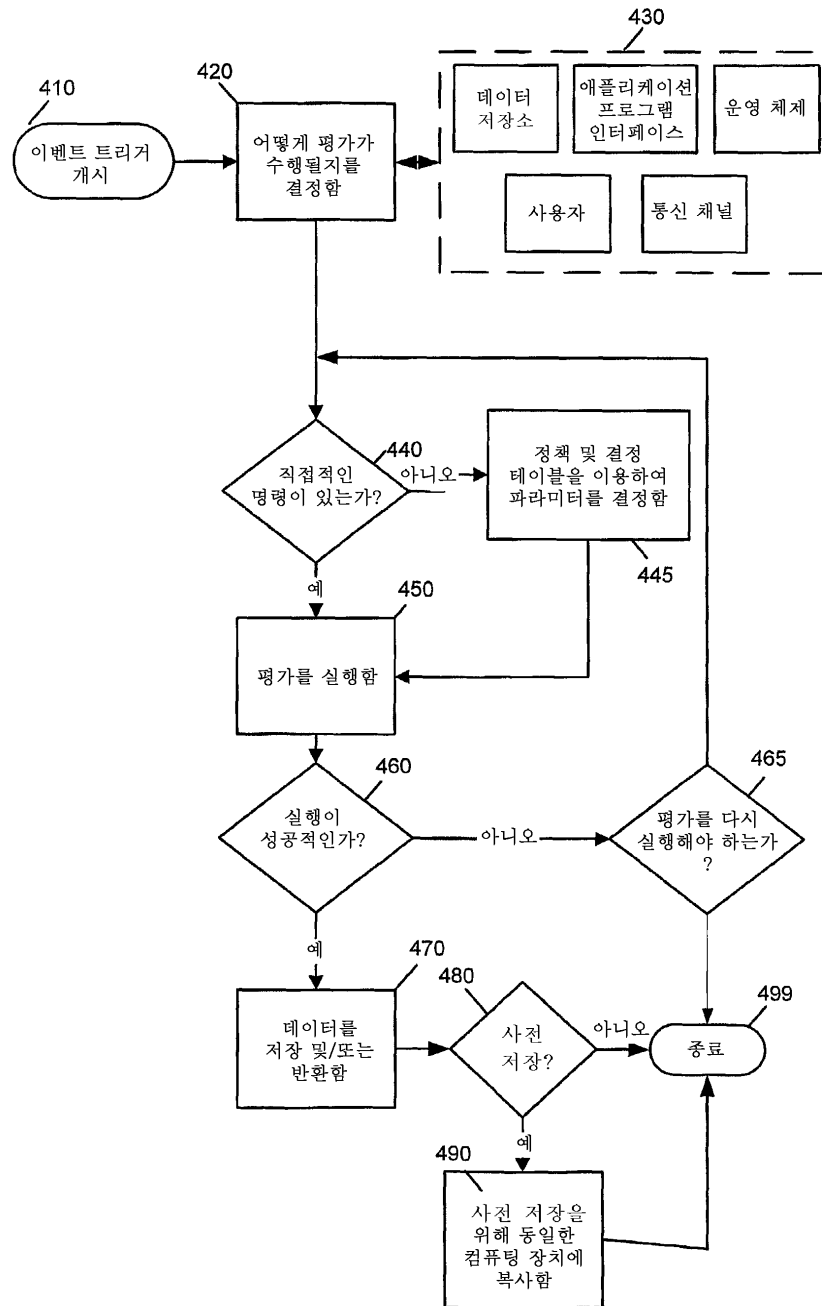 430
410
420
이벤트 트리거
개시
어떻게 평가가
수행될지를
결정함
데이터
저장소
애플리케이션
프로그램
인터페이스
운영 체제
사용자
통신 채널
440
직접적인
명령이 있는가?
아니오
정책 및 결정
테이블을 이용하여
파라미터를 결정함
445
예
450
평가를 실행함
460
실행이
성공적인가?
아니오
465
평가를 다시
실행해야 하는가
?
예
470
데이터를
저장 및/또는
반환함
480
사전
저장?
아니오
499
종료
예
490
사전 저장을
위해 동일한
컴퓨팅 장치에
복사함